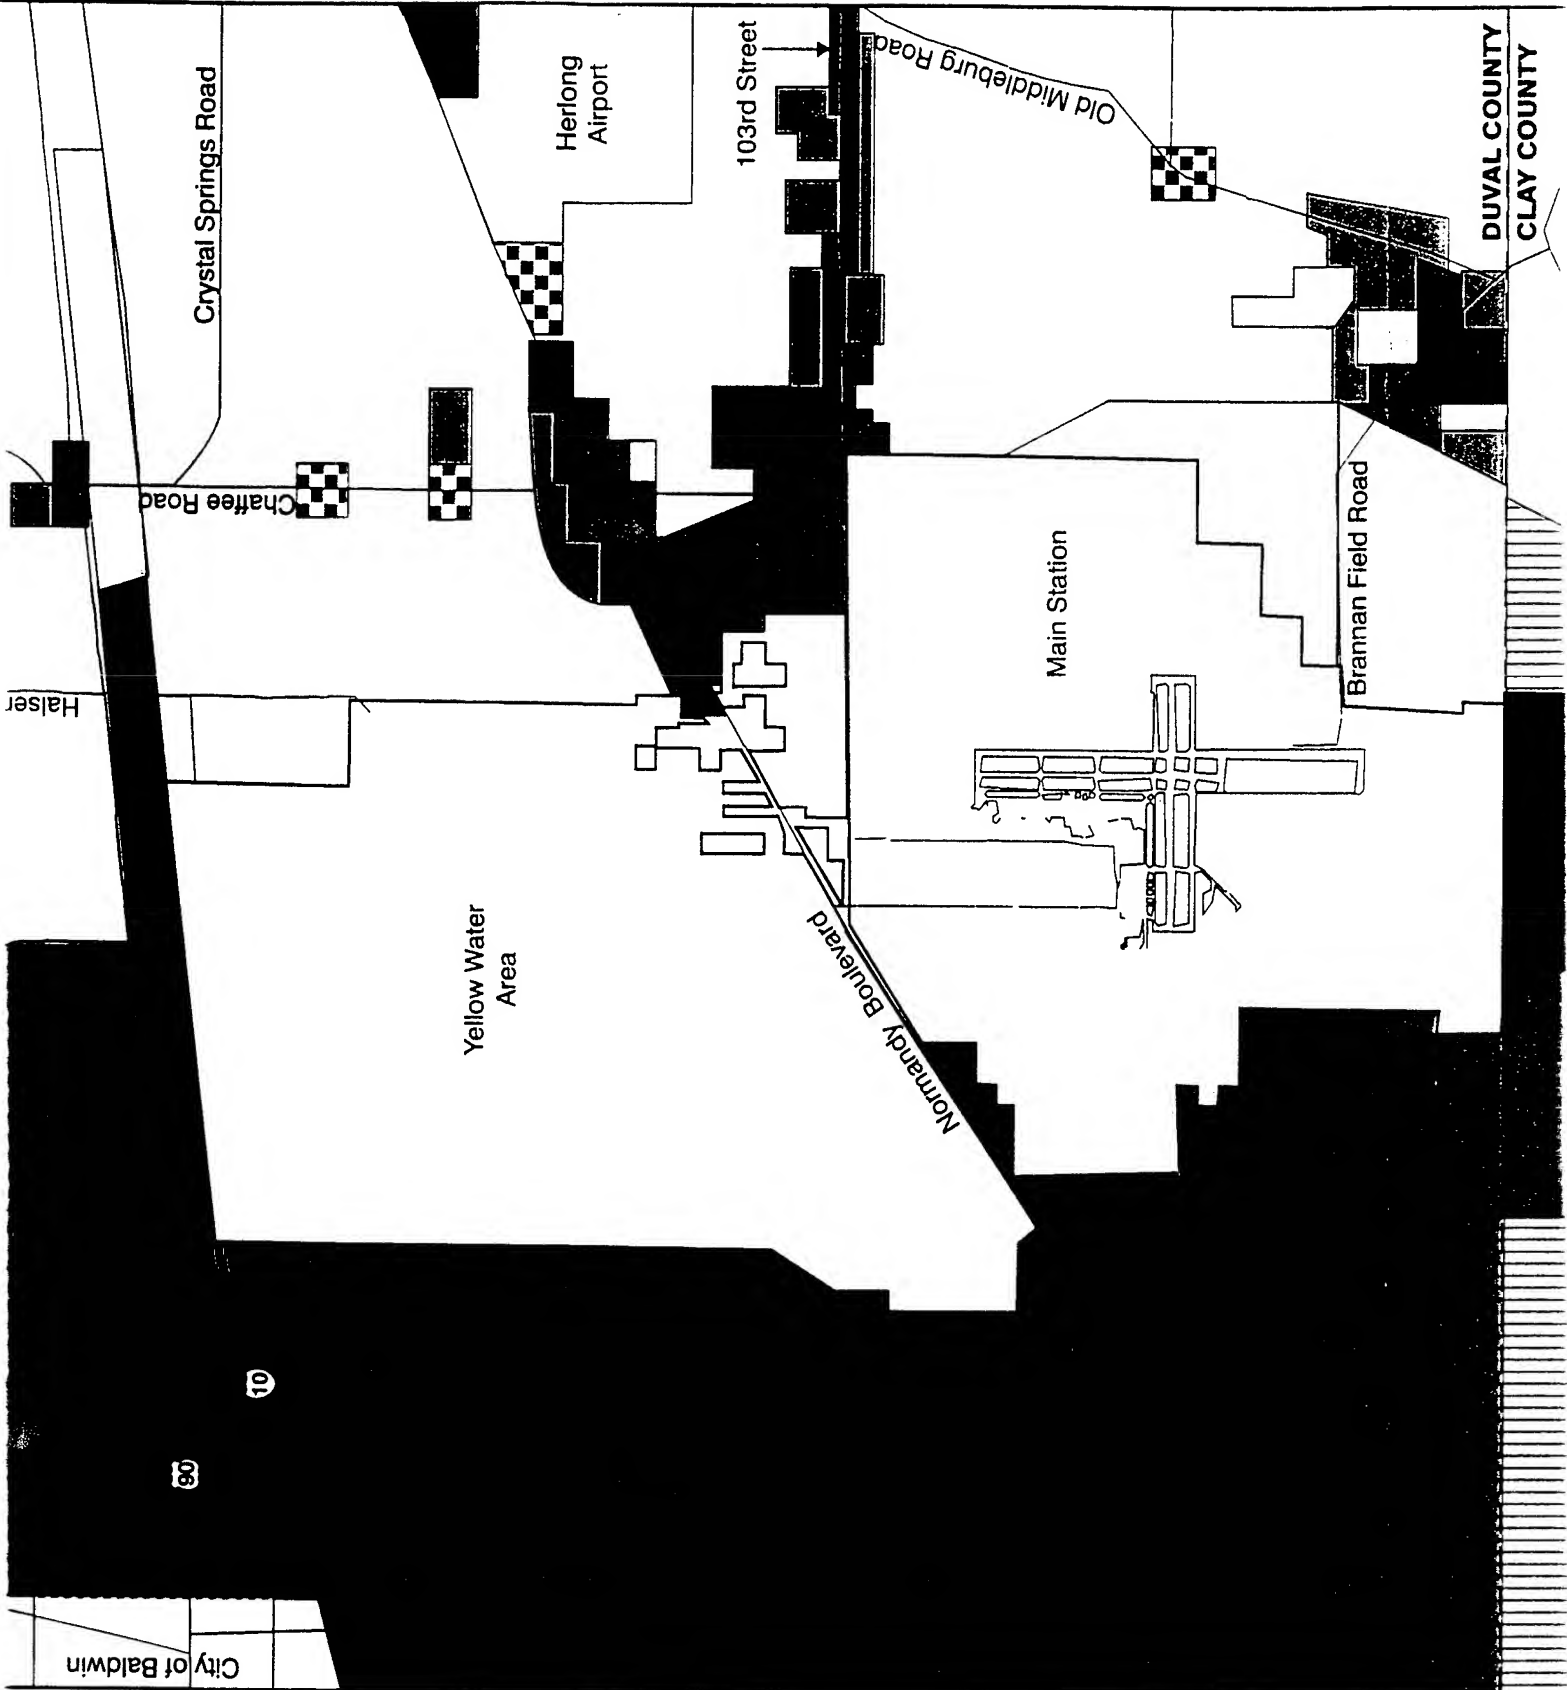 City of Baldwin
90
10
Halser
Yellow Water
Area
Normandy Boulevard
Main Station
Brannan Field Road
Chaffee Road
Crystal Springs Road
Herlong
Airport
103rd Street
Old Middleburg Road
DUVAL COUNTY
CLAY COUNTY